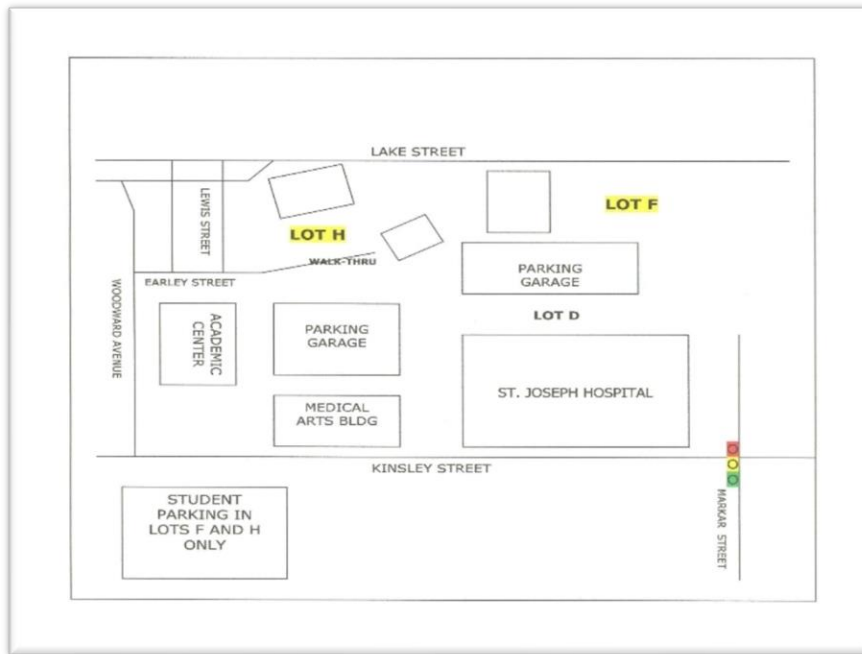 LAKE STREET
LEWIS STREET
LOT F
LOT H
WALK-THRU
EARLEY STREET
PARKING
GARAGE
WOODWARD AVENUE
ACADEMIC
CENTER
PARKING
GARAGE
LOT D
ST. JOSEPH HOSPITAL
MEDICAL
ARTS BLDG
KINSLEY STREET
MARKAR STREET
STUDENT
PARKING IN
LOTS F AND H
ONLY